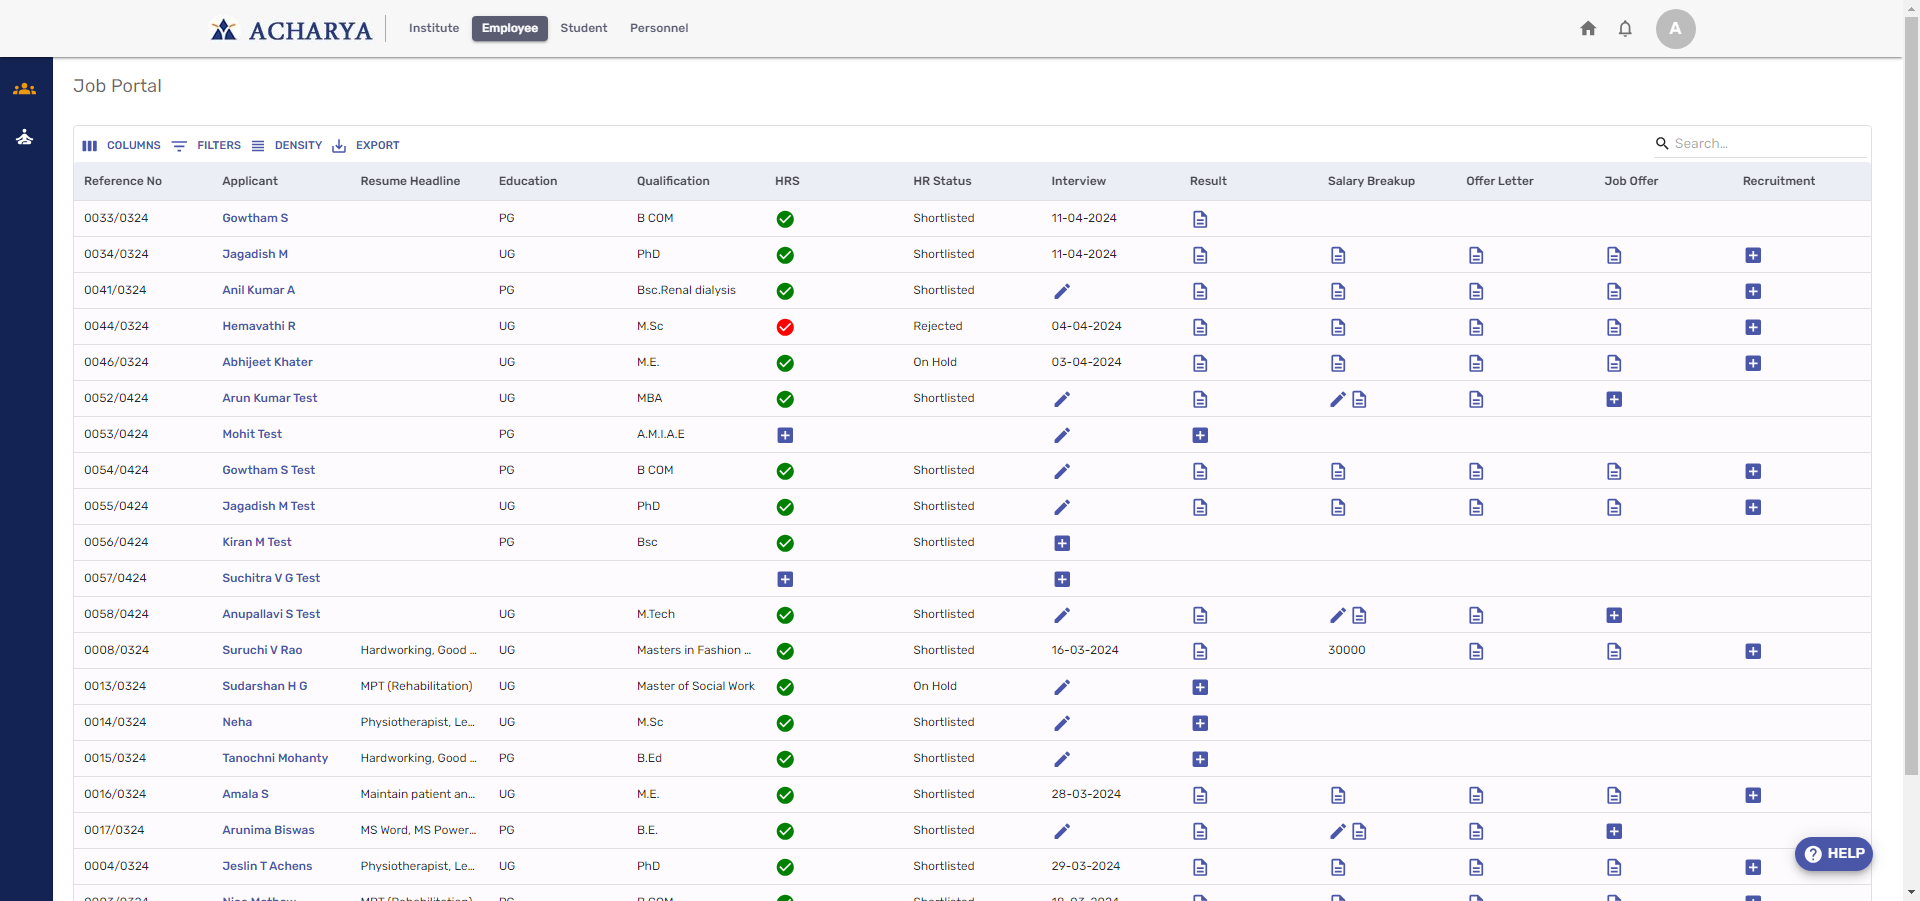 ACHARYA Institute Employee Student Personnel A
Job Portal
COLUMNS FILTERS DENSITY EXPORT Search...
Reference No Applicant Resume Headline Education Qualification HRS HR Status Interview Result Salary Breakup Offer Letter Job Offer Recruitment
0033/0324 Gowtham S PG B COM Shortlisted 11-04-2024
0034/0324 Jagadish M UG PhD Shortlisted 11-04-2024
0041/0324 Anil Kumar A PG Bsc.Renal dialysis Shortlisted
0044/0324 Hemavathi R UG M.Sc Rejected 04-04-2024
0046/0324 Abhijeet Khater UG M.E. On Hold 03-04-2024
0052/0424 Arun Kumar Test UG MBA Shortlisted
0053/0424 Mohit Test PG A.M.I.A.E
0054/0424 Gowtham S Test PG B COM Shortlisted
0055/0424 Jagadish M Test UG PhD Shortlisted
0056/0424 Kiran M Test PG Bsc Shortlisted
0057/0424 Suchitra V G Test
0058/0424 Anupallavi S Test UG M.Tech Shortlisted
0008/0324 Suruchi V Rao Hardworking, Good ... UG Masters in Fashion ... Shortlisted 16-03-2024 30000
0013/0324 Sudarshan H G MPT (Rehabilitation) UG Master of Social Work On Hold
0014/0324 Neha Physiotherapist, Le... UG M.Sc Shortlisted
0015/0324 Tanochni Mohanty Hardworking, Good ... PG B.Ed Shortlisted
0016/0324 Amala S Maintain patient an... UG M.E. Shortlisted 28-03-2024
0017/0324 Arunima Biswas MS Word, MS Power... PG B.E. Shortlisted
0004/0324 Jeslin T Achens Physiotherapist, Le... UG PhD Shortlisted 29-03-2024
HELP